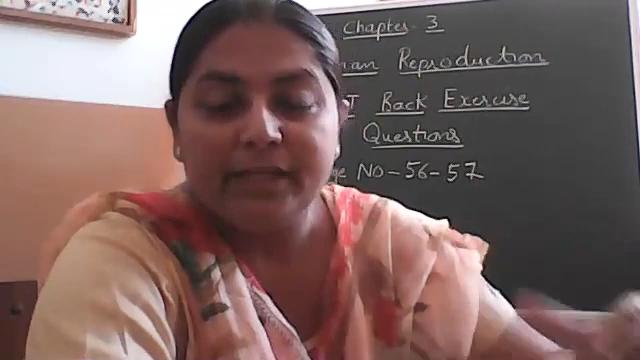 Chapter - 3
Reproduction
Back Exercise
Questions
No - 56 - 57